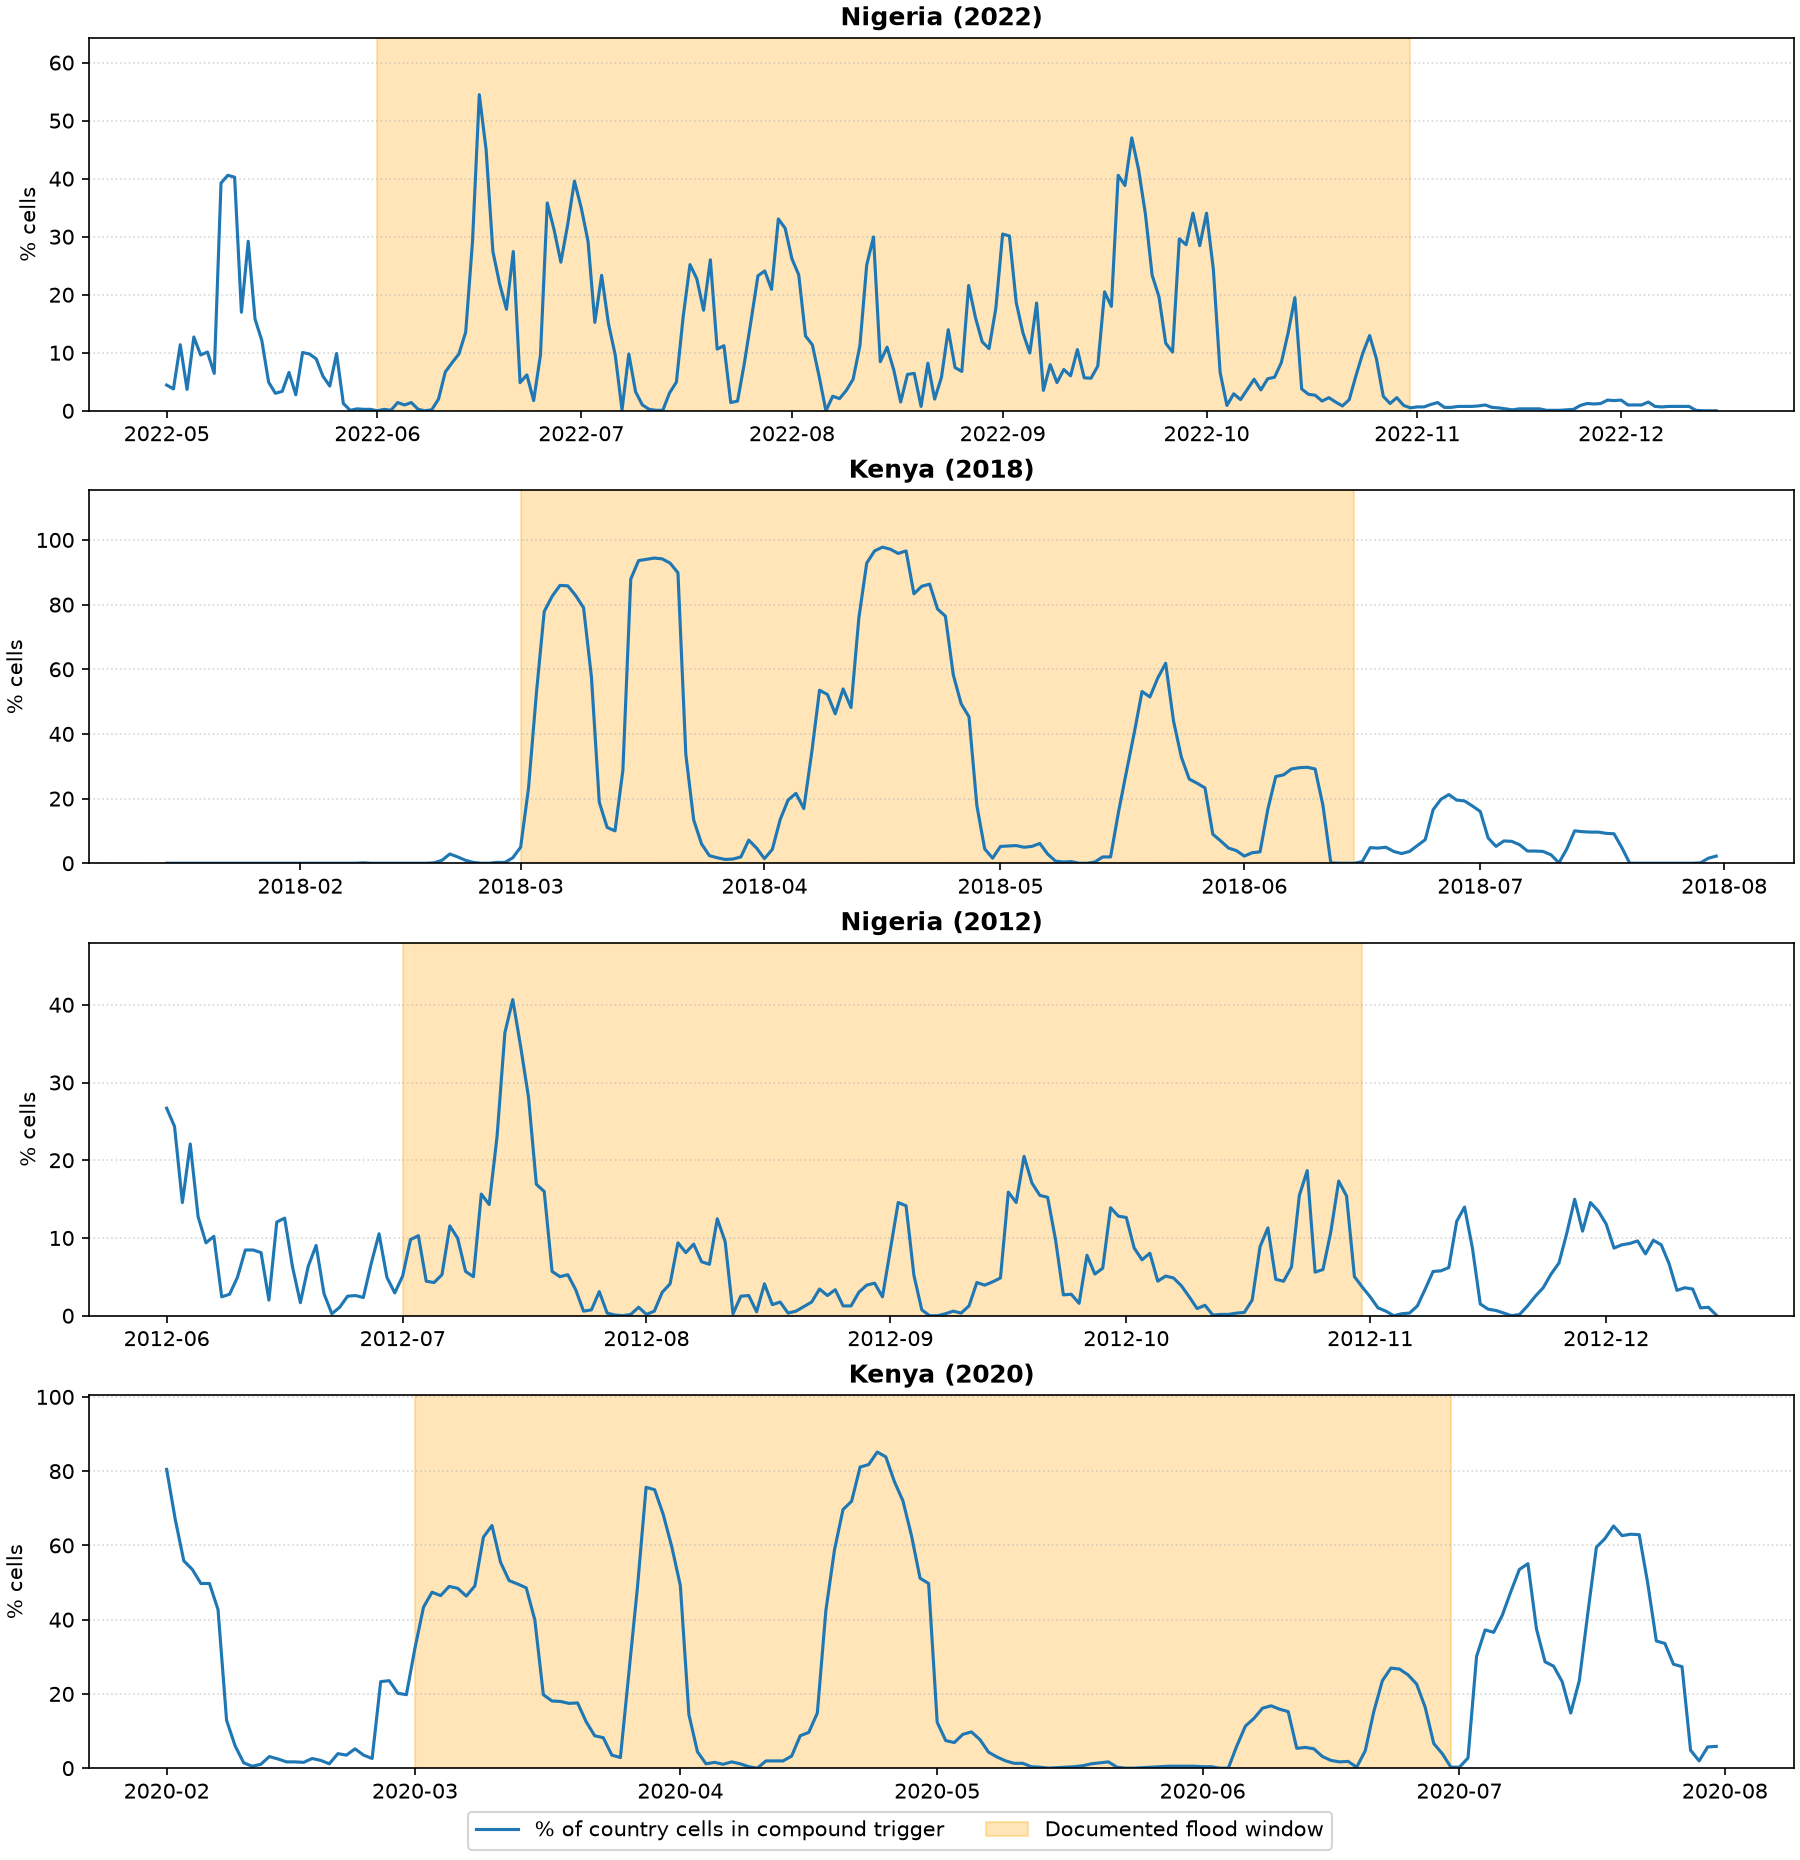 Nigeria (2022)
60
50
40
30
20
10
0
% cells
2022-05 2022-06 2022-07 2022-08 2022-09 2022-10 2022-11 2022-12
Kenya (2018)
100
80
60
40
20
0
% cells
2018-02 2018-03 2018-04 2018-05 2018-06 2018-07 2018-08
Nigeria (2012)
40
30
20
10
0
% cells
2012-06 2012-07 2012-08 2012-09 2012-10 2012-11 2012-12
Kenya (2020)
100
80
60
40
20
0
% cells
2020-02 2020-03 2020-04 2020-05 2020-06 2020-07 2020-08
% of country cells in compound trigger Documented flood window